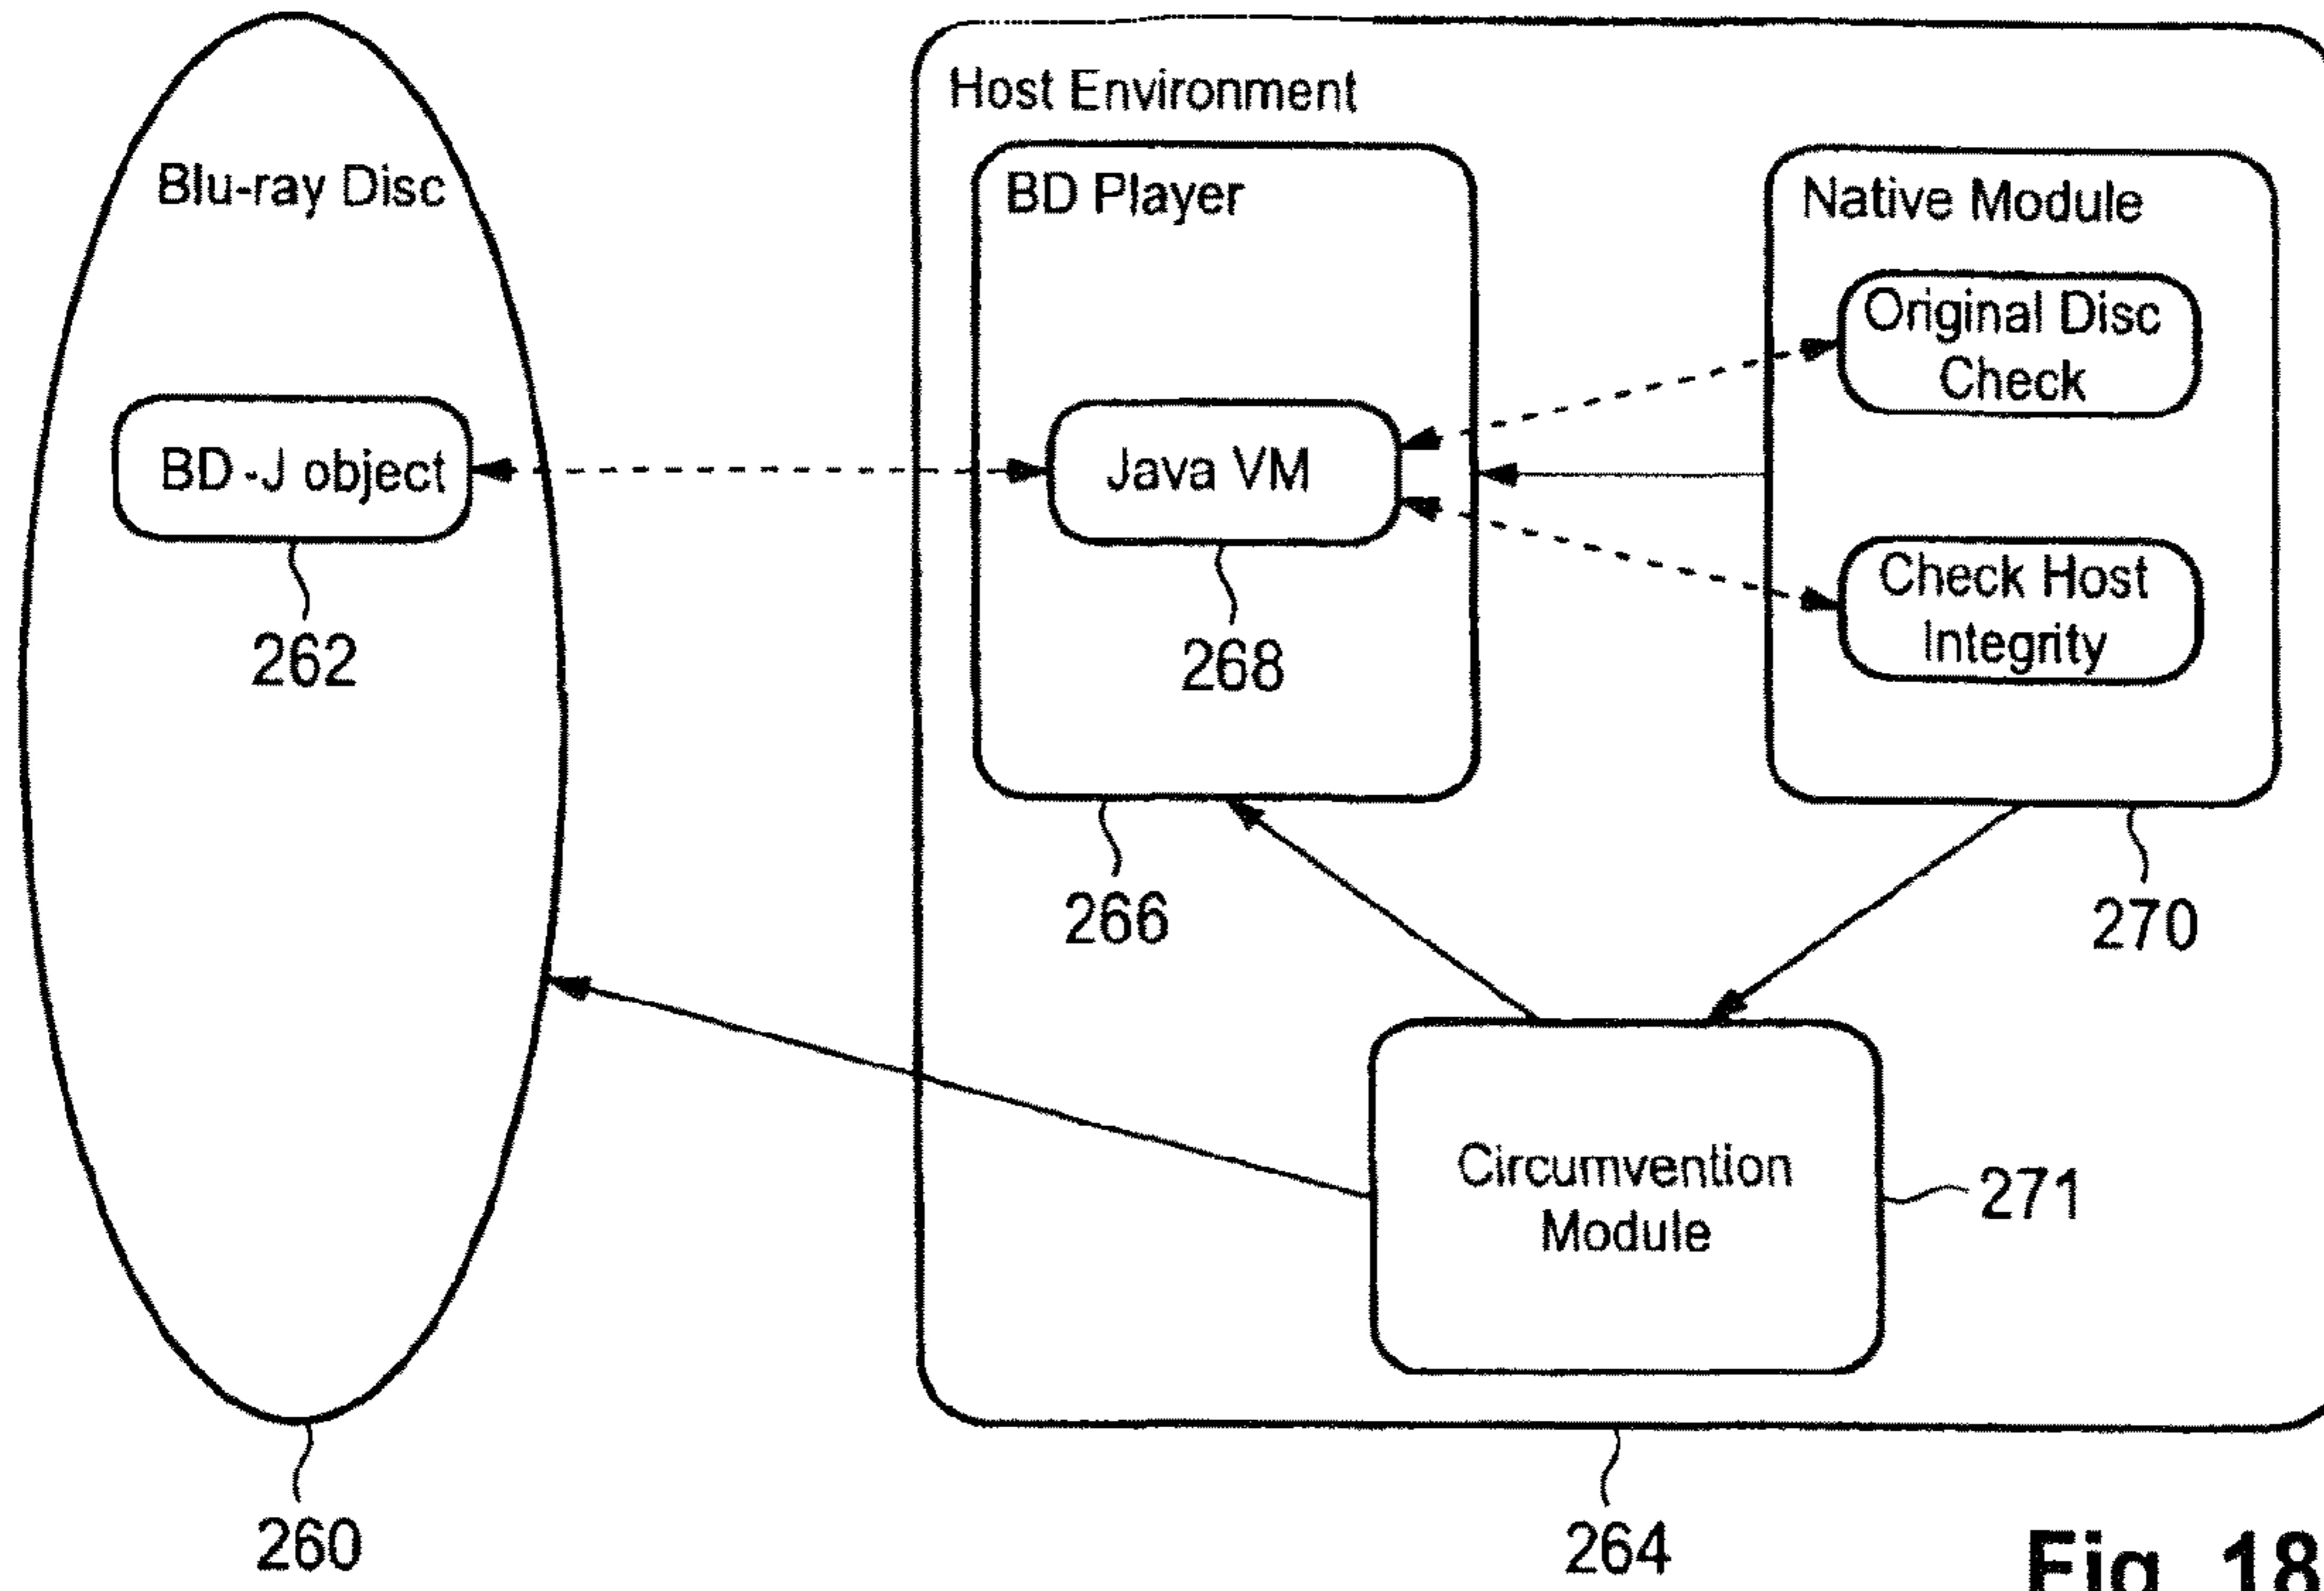 Host Environment
Blu-ray Disc
BD Player
Native Module
Original Disc
Check
BD-J object
Java VM
Check Host
Integrity
262
268
266
270
Circumvention
Module
271
260
264
Fig. 18